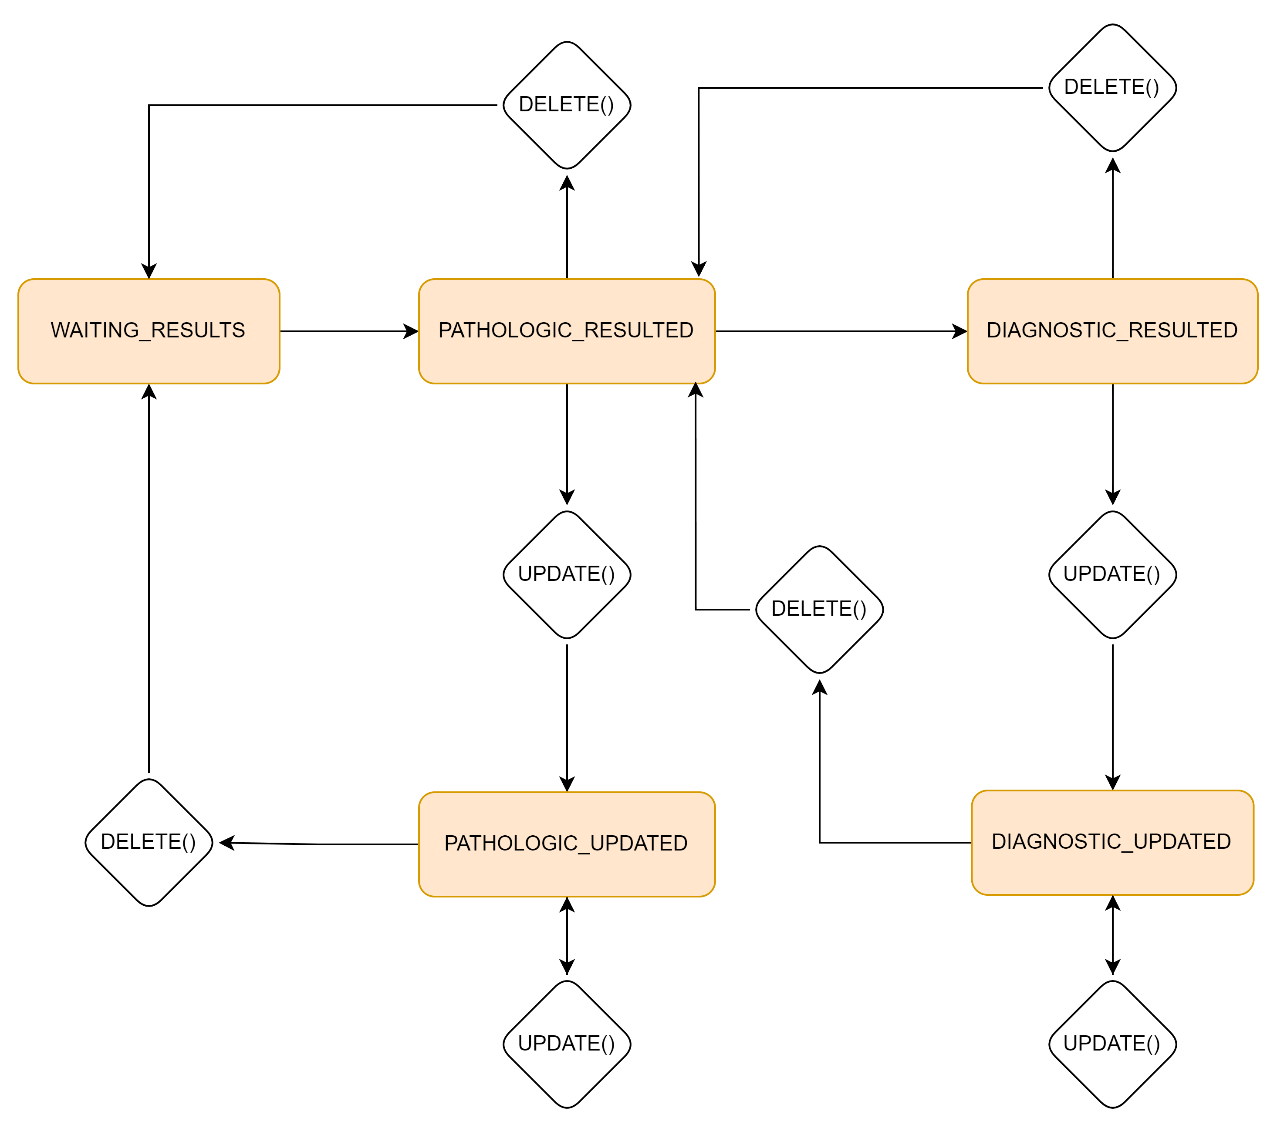 DELETE()
DELETE()
WAITING_RESULTS
PATHOLOGIC_RESULTED
DIAGNOSTIC_RESULTED
UPDATE()
DELETE()
UPDATE()
DELETE()
PATHOLOGIC_UPDATED
DIAGNOSTIC_UPDATED
UPDATE()
UPDATE()